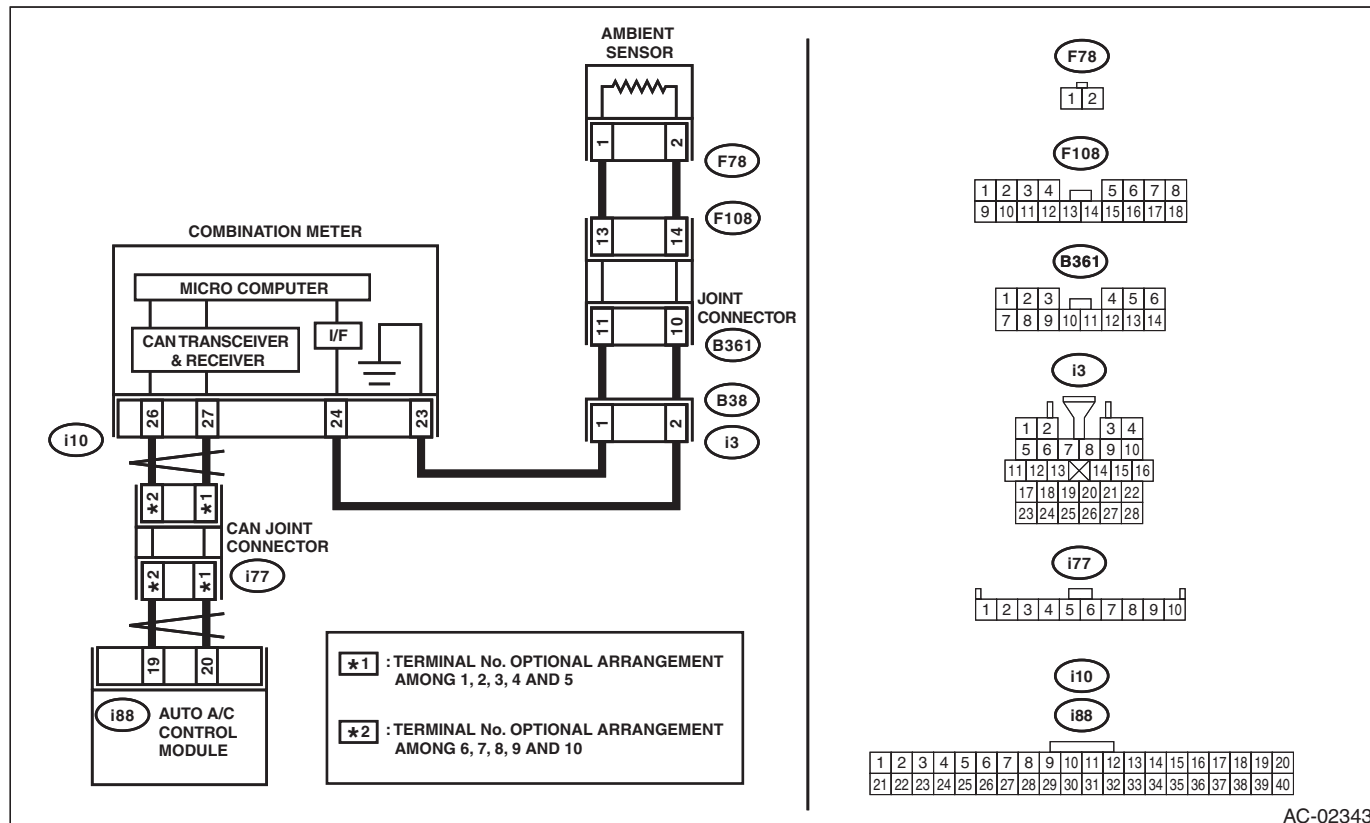 AMBIENT
SENSOR
1 2
F78
F108
13 14
JOINT
CONNECTOR
11 10
B361
B38
1 2
i3
COMBINATION METER
MICRO COMPUTER
CAN TRANSCEIVER
& RECEIVER
I/F
26 27 24 23
i10
*2 *1
CAN JOINT
CONNECTOR
*2 *1
i77
19 20
i88
AUTO A/C
CONTROL
MODULE
*1 : TERMINAL No. OPTIONAL ARRANGEMENT
AMONG 1, 2, 3, 4 AND 5
*2 : TERMINAL No. OPTIONAL ARRANGEMENT
AMONG 6, 7, 8, 9 AND 10
F78
1 2
F108
1 2 3 4 5 6 7 8
9 10 11 12 13 14 15 16 17 18
B361
1 2 3 4 5 6
7 8 9 10 11 12 13 14
i3
1 2 3 4
5 6 7 8 9 10
11 12 13 14 15 16
17 18 19 20 21 22
23 24 25 26 27 28
i77
1 2 3 4 5 6 7 8 9 10
i10
i88
1 2 3 4 5 6 7 8 9 10 11 12 13 14 15 16 17 18 19 20
21 22 23 24 25 26 27 28 29 30 31 32 33 34 35 36 37 38 39 40
AC-02343